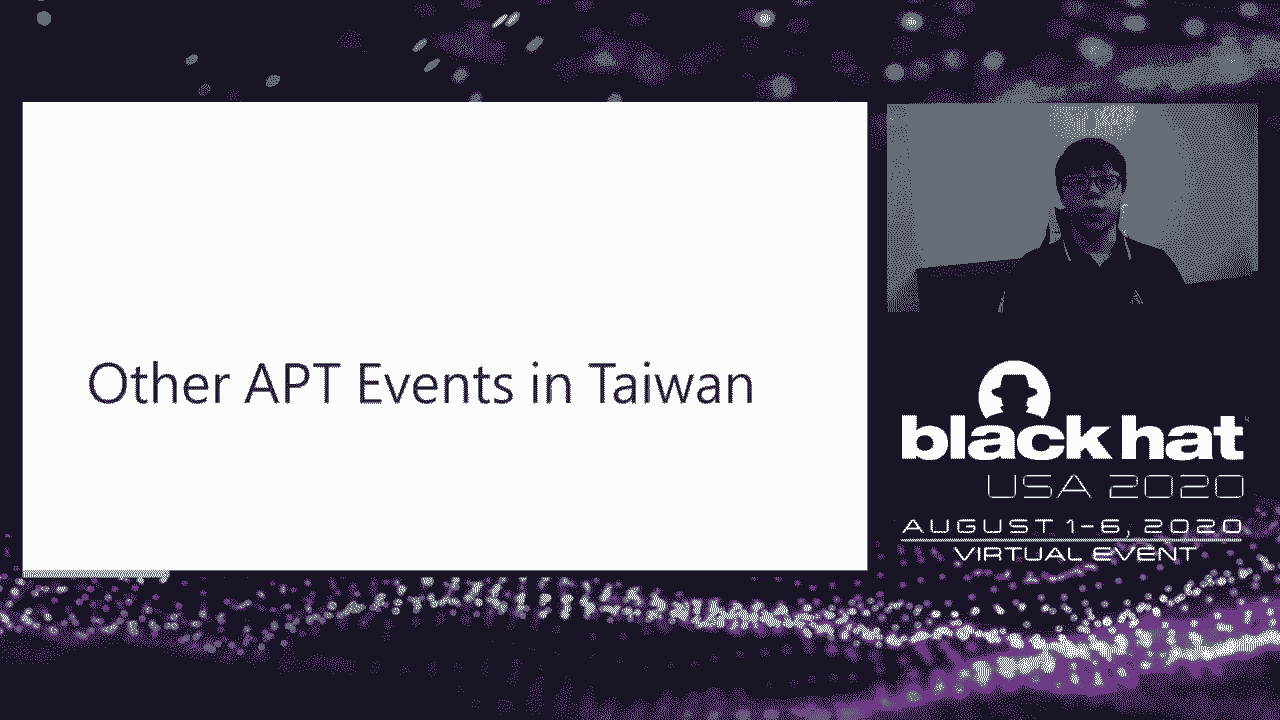 Other APT Events in Taiwan
black hat
USA 2020
AUGUST 1-6, 2020
VIRTUAL EVENT